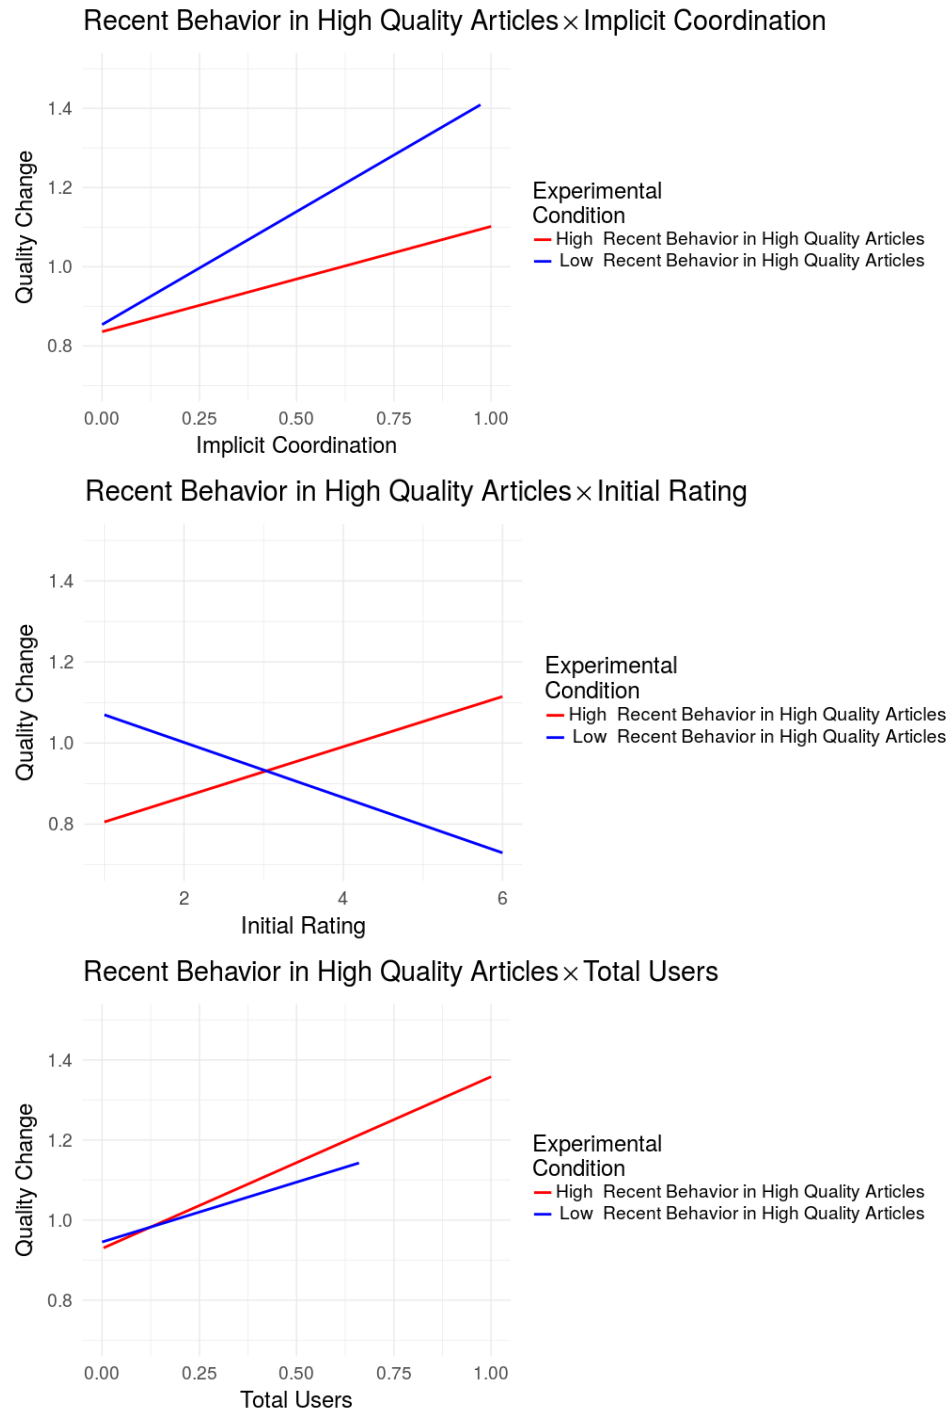 Recent Behavior in High Quality Articles × Implicit Coordination
1.4
1.2
1.0
0.8
Quality Change
0.00 0.25 0.50 0.75 1.00
Implicit Coordination
Experimental
Condition
High Recent Behavior in High Quality Articles
Low Recent Behavior in High Quality Articles
Recent Behavior in High Quality Articles × Initial Rating
1.4
1.2
1.0
0.8
Quality Change
2 4 6
Initial Rating
Experimental
Condition
High Recent Behavior in High Quality Articles
Low Recent Behavior in High Quality Articles
Recent Behavior in High Quality Articles × Total Users
1.4
1.2
1.0
0.8
Quality Change
0.00 0.25 0.50 0.75 1.00
Total Users
Experimental
Condition
High Recent Behavior in High Quality Articles
Low Recent Behavior in High Quality Articles